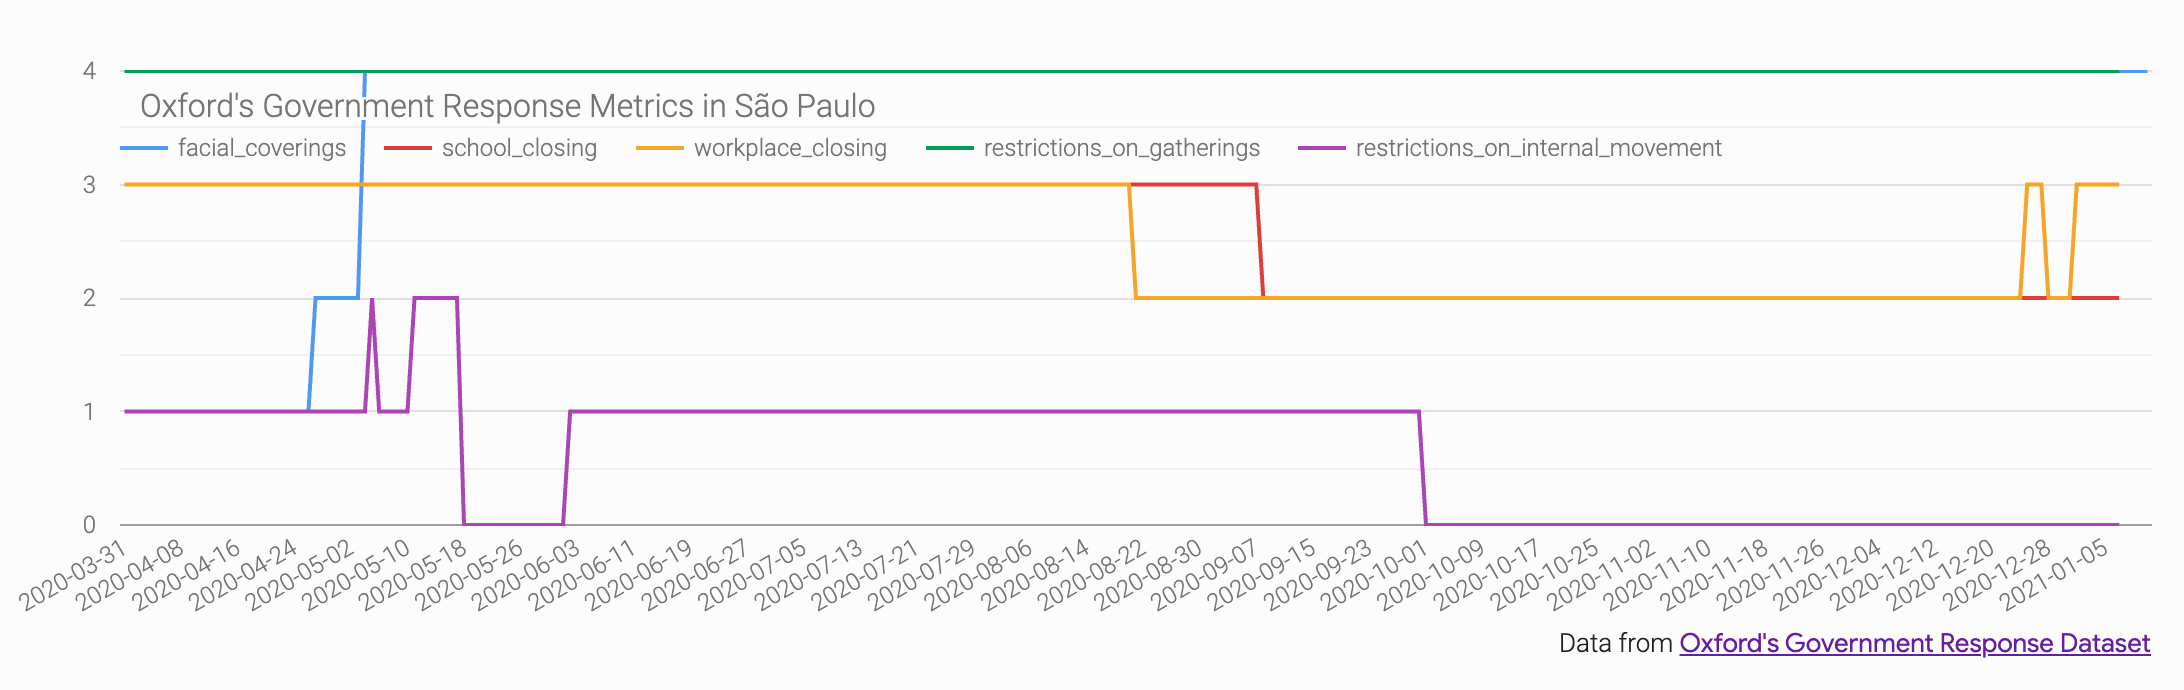 4
Oxford's Government Response Metrics in São Paulo
facial_coverings school_closing workplace_closing restrictions_on_gatherings restrictions_on_internal_movement
3
2
1
0
2020-03-31 2020-04-08 2020-04-16 2020-04-24 2020-05-02 2020-05-10 2020-05-18 2020-05-26 2020-06-03 2020-06-11 2020-06-19 2020-06-27 2020-07-05 2020-07-13 2020-07-21 2020-07-29 2020-08-06 2020-08-14 2020-08-22 2020-08-30 2020-09-07 2020-09-15 2020-09-23 2020-10-01 2020-10-09 2020-10-17 2020-10-25 2020-11-02 2020-11-10 2020-11-18 2020-11-26 2020-12-04 2020-12-12 2020-12-20 2020-12-28 2021-01-05
Data from Oxford's Government Response Dataset